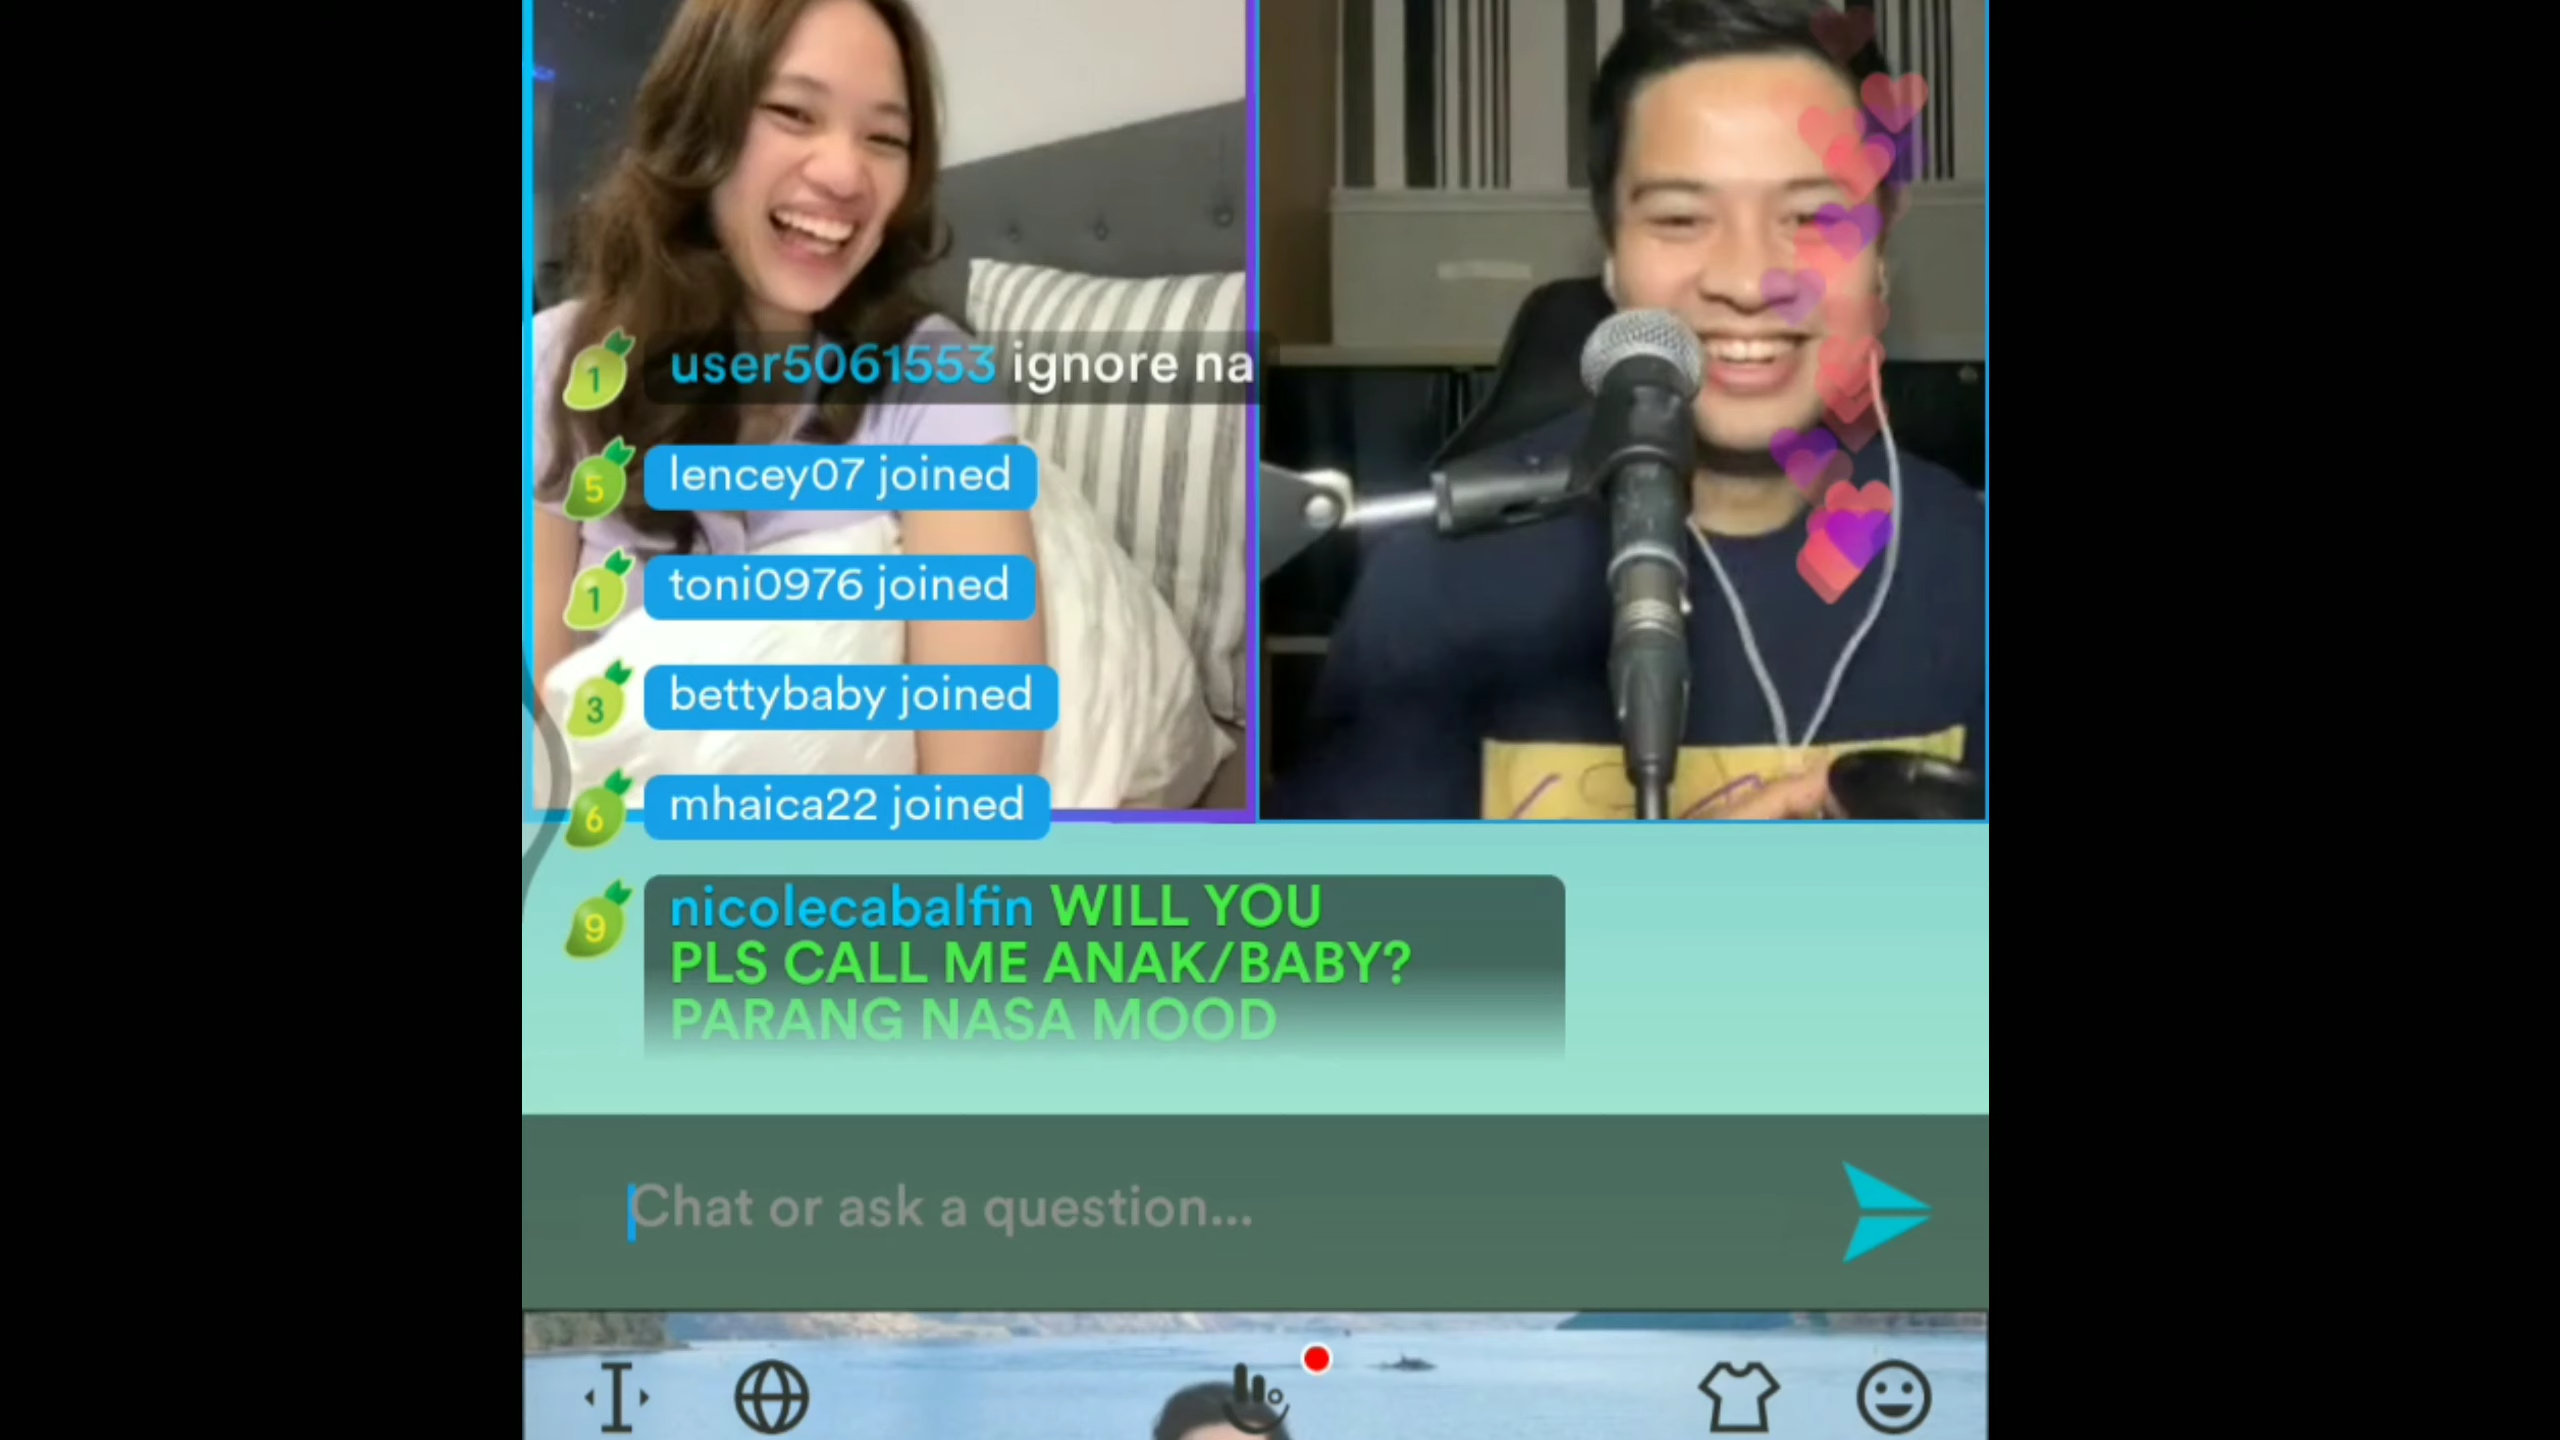 1 user5061553 ignore na
5 lencey07 joined
1 toni0976 joined
3 bettybaby joined
6 mhaica22 joined
9 nicolecabalfin WILL YOU
PLS CALL ME ANAK/BABY?
PARANG NASA MOOD
Chat or ask a question...